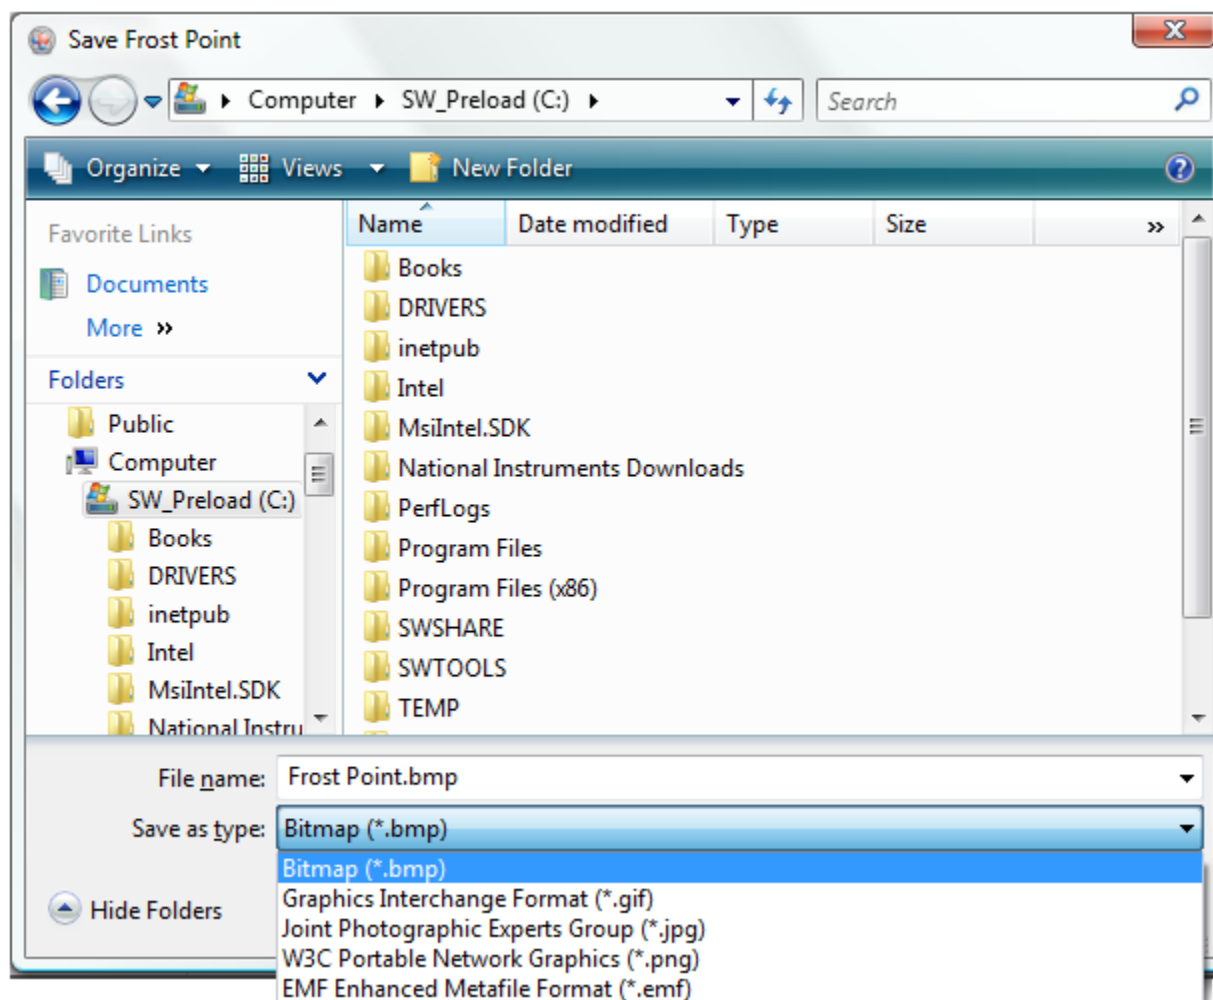 Save Frost Point
Computer SW_Preload (C:)
Search
Organize Views New Folder
Favorite Links
Documents
More »
Folders
Public
Computer
SW_Preload (C:)
Books
DRIVERS
inetpub
Intel
MsiIntel.SDK
National Instru
Name Date modified Type Size »
Books
DRIVERS
inetpub
Intel
MsiIntel.SDK
National Instruments Downloads
PerfLogs
Program Files
Program Files (x86)
SWSHARE
SWTOOLS
TEMP
File name: Frost Point.bmp
Save as type: Bitmap (*.bmp)
Bitmap (*.bmp)
Graphics Interchange Format (*.gif)
Joint Photographic Experts Group (*.jpg)
W3C Portable Network Graphics (*.png)
EMF Enhanced Metafile Format (*.emf)
Hide Folders